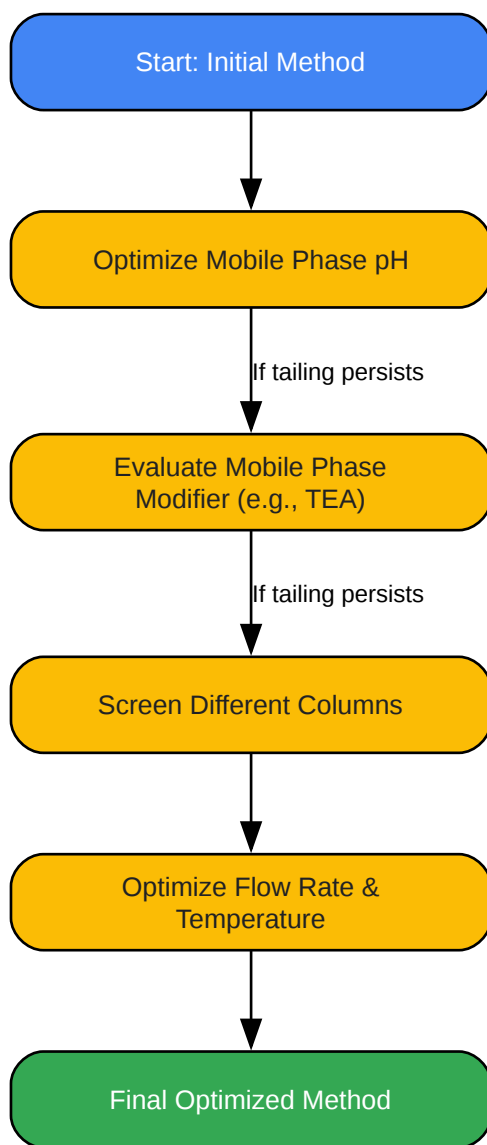 Start: Initial Method
Optimize Mobile Phase pH
If tailing persists
Evaluate Mobile Phase
Modifier (e.g., TEA)
If tailing persists
Screen Different Columns
Optimize Flow Rate &
Temperature
Final Optimized Method